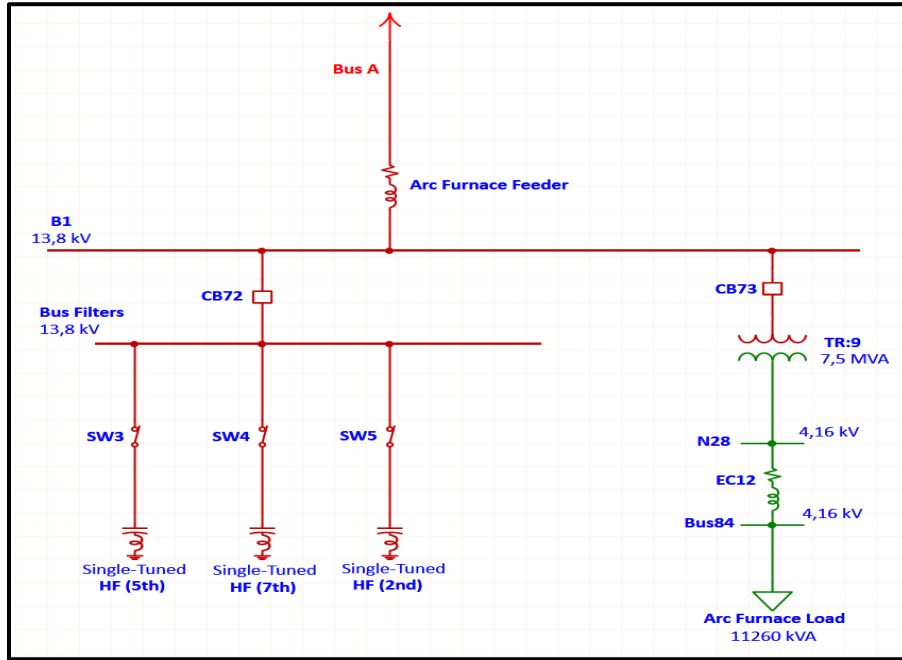 Bus A
Arc Furnace Feeder
B1
13,8 kV
CB72
CB73
Bus Filters
13,8 kV
TR:9
7,5 MVA
SW3
SW4
SW5
N28
4,16 kV
EC12
Bus84
4,16 kV
Single-Tuned
HF (5th)
Single-Tuned
HF (7th)
Single-Tuned
HF (2nd)
Arc Furnace Load
11260 kVA